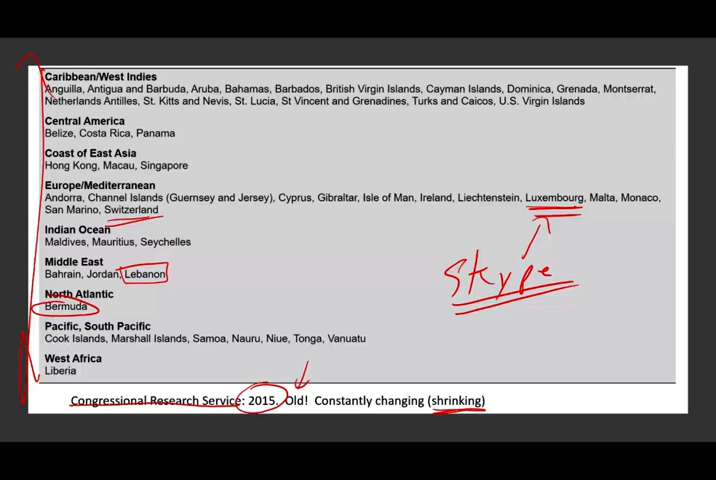 Caribbean/West Indies
Anguilla, Antigua and Barbuda, Aruba, Bahamas, Barbados, British Virgin Islands, Cayman Islands, Dominica, Grenada, Montserrat,
Netherlands Antilles, St. Kitts and Nevis, St. Lucia, St Vincent and Grenadines, Turks and Caicos, U.S. Virgin Islands
Central America
Belize, Costa Rica, Panama
Coast of East Asia
Hong Kong, Macau, Singapore
Europe/Mediterranean
Andorra, Channel Islands (Guernsey and Jersey), Cyprus, Gibraltar, Isle of Man, Ireland, Liechtenstein, Luxembourg, Malta, Monaco,
San Marino, Switzerland
Indian Ocean
Maldives, Mauritius, Seychelles
Middle East
Bahrain, Jordan, Lebanon
Skype
North Atlantic
Bermuda
Pacific, South Pacific
Cook Islands, Marshall Islands, Samoa, Nauru, Niue, Tonga, Vanuatu
West Africa
Liberia
Congressional Research Service: 2015. Old! Constantly changing (shrinking)